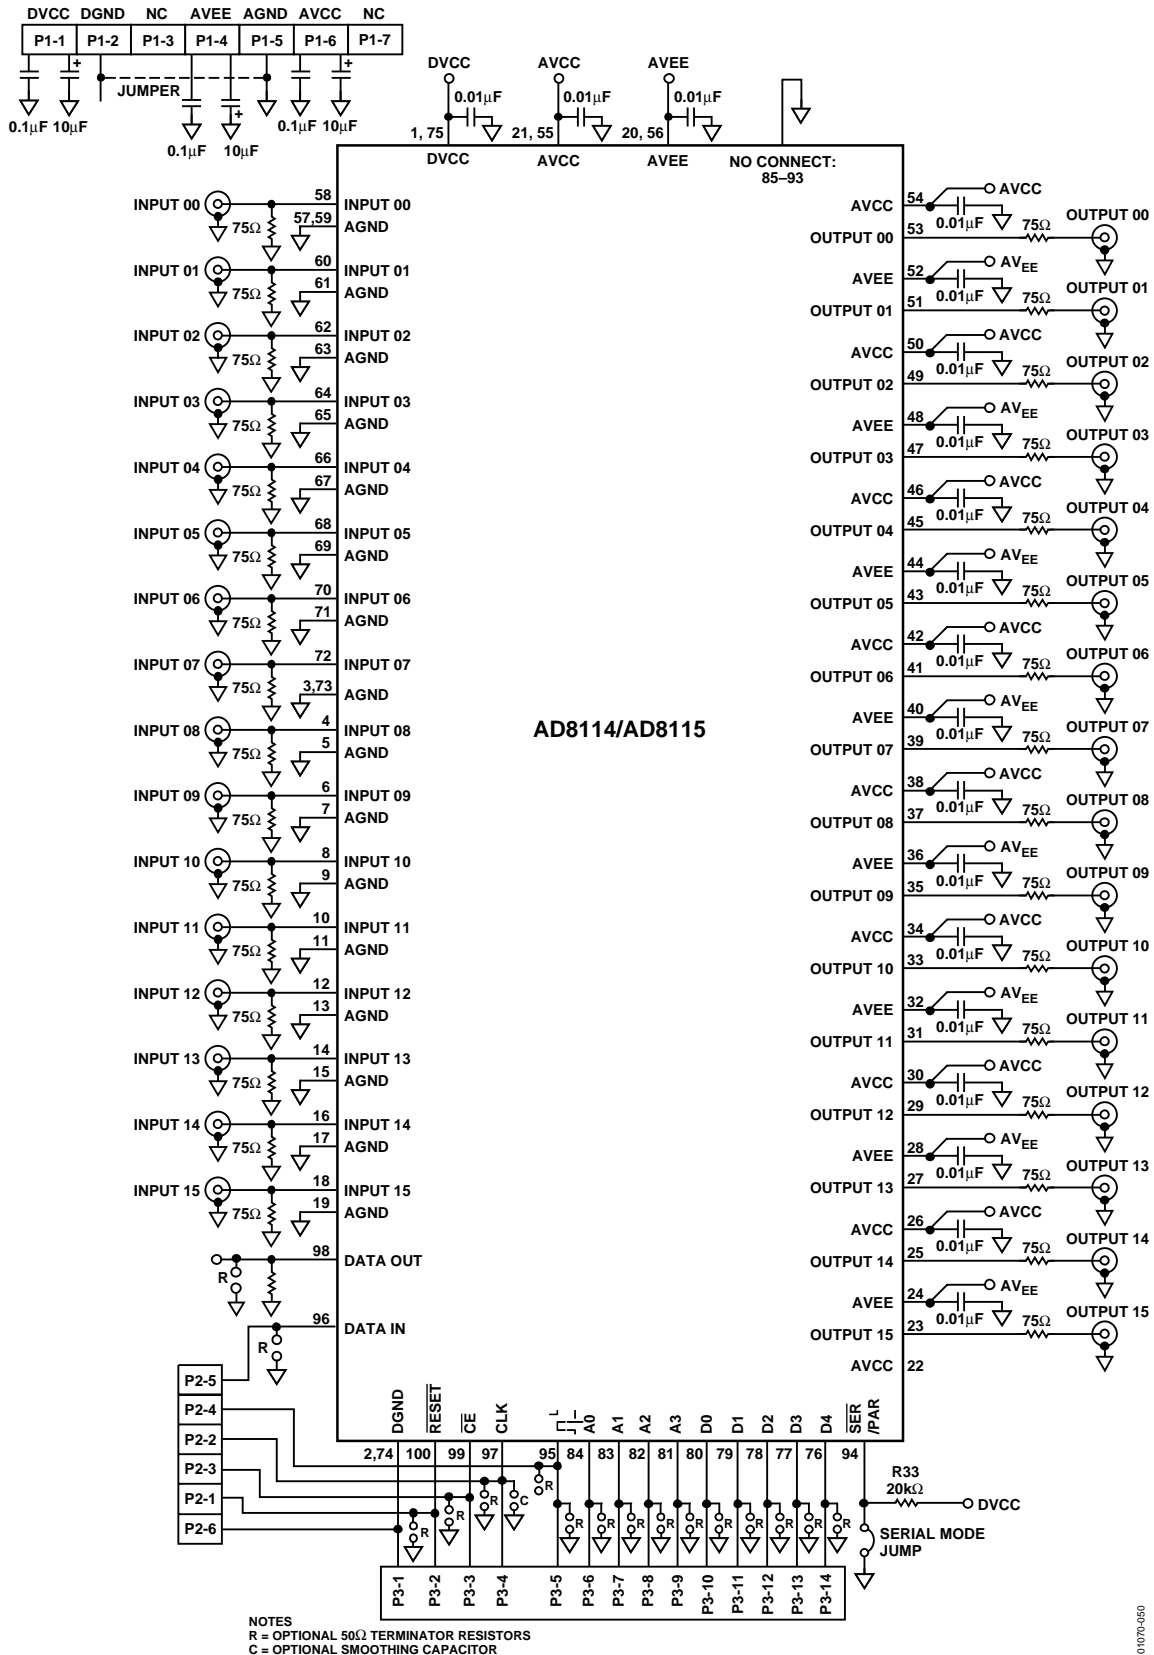 DVCC DGND NC AVEE AGND AVCC NC
P1-1 P1-2 P1-3 P1-4 P1-5 P1-6 P1-7
JUMPER
0.1µF 10µF 0.1µF 10µF 0.1µF 10µF
DVCC AVCC AVEE
0.01µF 0.01µF 0.01µF
1, 75 21, 55 20, 56
DVCC AVCC AVEE NO CONNECT:
85–93
INPUT 00 75Ω 58 INPUT 00
57,59 AGND
INPUT 01 75Ω 60 INPUT 01
61 AGND
INPUT 02 75Ω 62 INPUT 02
63 AGND
INPUT 03 75Ω 64 INPUT 03
65 AGND
INPUT 04 75Ω 66 INPUT 04
67 AGND
INPUT 05 75Ω 68 INPUT 05
69 AGND
INPUT 06 75Ω 70 INPUT 06
71 AGND
INPUT 07 75Ω 72 INPUT 07
3,73 AGND
INPUT 08 75Ω 4 INPUT 08
5 AGND
INPUT 09 75Ω 6 INPUT 09
7 AGND
INPUT 10 75Ω 8 INPUT 10
9 AGND
INPUT 11 75Ω 10 INPUT 11
11 AGND
INPUT 12 75Ω 12 INPUT 12
13 AGND
INPUT 13 75Ω 14 INPUT 13
15 AGND
INPUT 14 75Ω 16 INPUT 14
17 AGND
INPUT 15 75Ω 18 INPUT 15
19 AGND
R 98 DATA OUT
R 96 DATA IN
AD8114/AD8115
AVCC 54 0.01µF AVCC
OUTPUT 00 53 75Ω OUTPUT 00
AVEE 52 0.01µF AVEE
OUTPUT 01 51 75Ω OUTPUT 01
AVCC 50 0.01µF AVCC
OUTPUT 02 49 75Ω OUTPUT 02
AVEE 48 0.01µF AVEE
OUTPUT 03 47 75Ω OUTPUT 03
AVCC 46 0.01µF AVCC
OUTPUT 04 45 75Ω OUTPUT 04
AVEE 44 0.01µF AVEE
OUTPUT 05 43 75Ω OUTPUT 05
AVCC 42 0.01µF AVCC
OUTPUT 06 41 75Ω OUTPUT 06
AVEE 40 0.01µF AVEE
OUTPUT 07 39 75Ω OUTPUT 07
AVCC 38 0.01µF AVCC
OUTPUT 08 37 75Ω OUTPUT 08
AVEE 36 0.01µF AVEE
OUTPUT 09 35 75Ω OUTPUT 09
AVCC 34 0.01µF AVCC
OUTPUT 10 33 75Ω OUTPUT 10
AVEE 32 0.01µF AVEE
OUTPUT 11 31 75Ω OUTPUT 11
AVCC 30 0.01µF AVCC
OUTPUT 12 29 75Ω OUTPUT 12
AVEE 28 0.01µF AVEE
OUTPUT 13 27 75Ω OUTPUT 13
AVCC 26 0.01µF AVCC
OUTPUT 14 25 75Ω OUTPUT 14
AVEE 24 0.01µF AVEE
OUTPUT 15 23 75Ω OUTPUT 15
AVCC 22
P2-5
P2-4
P2-2
P2-3
P2-1
P2-6
DGND RESET CE CLK A0 A1 A2 A3 D0 D1 D2 D3 D4 SER
/PAR
2,74 100 99 97 95 84 83 82 81 80 79 78 77 76 94
R R R C R
R R R R R R R R R R
R33
20kΩ
DVCC
SERIAL MODE
JUMP
P3-1 P3-2 P3-3 P3-4 P3-5 P3-6 P3-7 P3-8 P3-9 P3-10 P3-11 P3-12 P3-13 P3-14
NOTES
R = OPTIONAL 50Ω TERMINATOR RESISTORS
C = OPTIONAL SMOOTHING CAPACITOR
01070-050